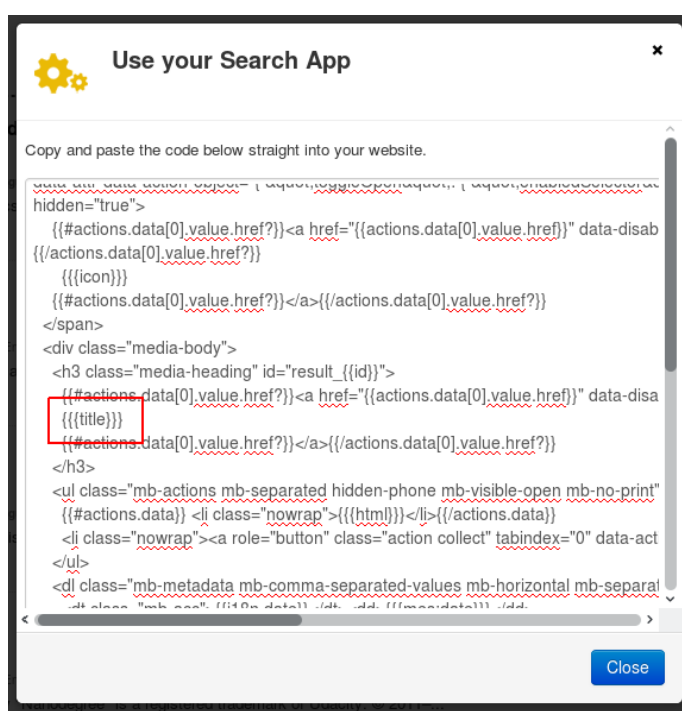 Use your Search App
×
Copy and paste the code below straight into your website.
hidden="true">
{{#actions.data[0].value.href?}}<a href="{{actions.data[0].value.href}}" data-disab
{{/actions.data[0].value.href?}}
{{{icon}}}
{{#actions.data[0].value.href?}}</a>{{/actions.data[0].value.href?}}
</span>
<div class="media-body">
<h3 class="media-heading" id="result_{{id}}">
{{#actions.data[0].value.href?}}<a href="{{actions.data[0].value.href}}" data-disa
{{{title}}}
{{#actions.data[0].value.href?}}</a>{{/actions.data[0].value.href?}}
</h3>
<ul class="mb-actions mb-separated hidden-phone mb-visible-open mb-no-print"
{{#actions.data}} <li class="nowrap">{{{html}}}</li>{{/actions.data}}
<li class="nowrap"><a role="button" class="action collect" tabindex="0" data-act
</ul>
<dl class="mb-metadata mb-comma-separated-values mb-horizontal mb-separat
Close